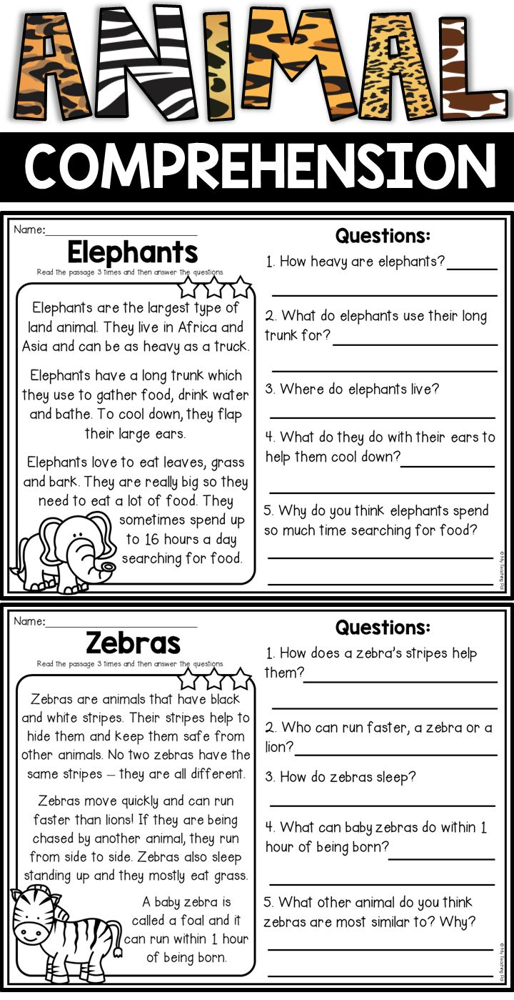 ANIMAL
COMPREHENSION
Name:
Elephants
Read the passage 3 times and then answer the questions.
Elephants are the largest type of
land animal. They live in Africa and
Asia and can be as heavy as a truck.
Elephants have a long trunk which
they use to gather food, drink water
and bathe. To cool down, they flap
their large ears.
Elephants love to eat leaves, grass
and bark. They are really big so they
need to eat a lot of food. They
sometimes spend up
to 16 hours a day
searching for food.
Questions:
1. How heavy are elephants?
2. What do elephants use their long
trunk for?
3. Where do elephants live?
4. What do they do with their ears to
help them cool down?
5. Why do you think elephants spend
so much time searching for food?
© My Teaching Pal
Name:
Zebras
Read the passage 3 times and then answer the questions.
Zebras are animals that have black
and white stripes. Their stripes help to
hide them and keep them safe from
other animals. No two zebras have the
same stripes – they are all different.
Zebras move quickly and can run
faster than lions! If they are being
chased by another animal, they run
from side to side. Zebras also sleep
standing up and they mostly eat grass.
A baby zebra is
called a foal and it
can run within 1 hour
of being born.
Questions:
1. How does a zebra's stripes help
them?
2. Who can run faster, a zebra or a
lion?
3. How do zebras sleep?
4. What can baby zebras do within 1
hour of being born?
5. What other animal do you think
zebras are most similar to? Why?
© My Teaching Pal